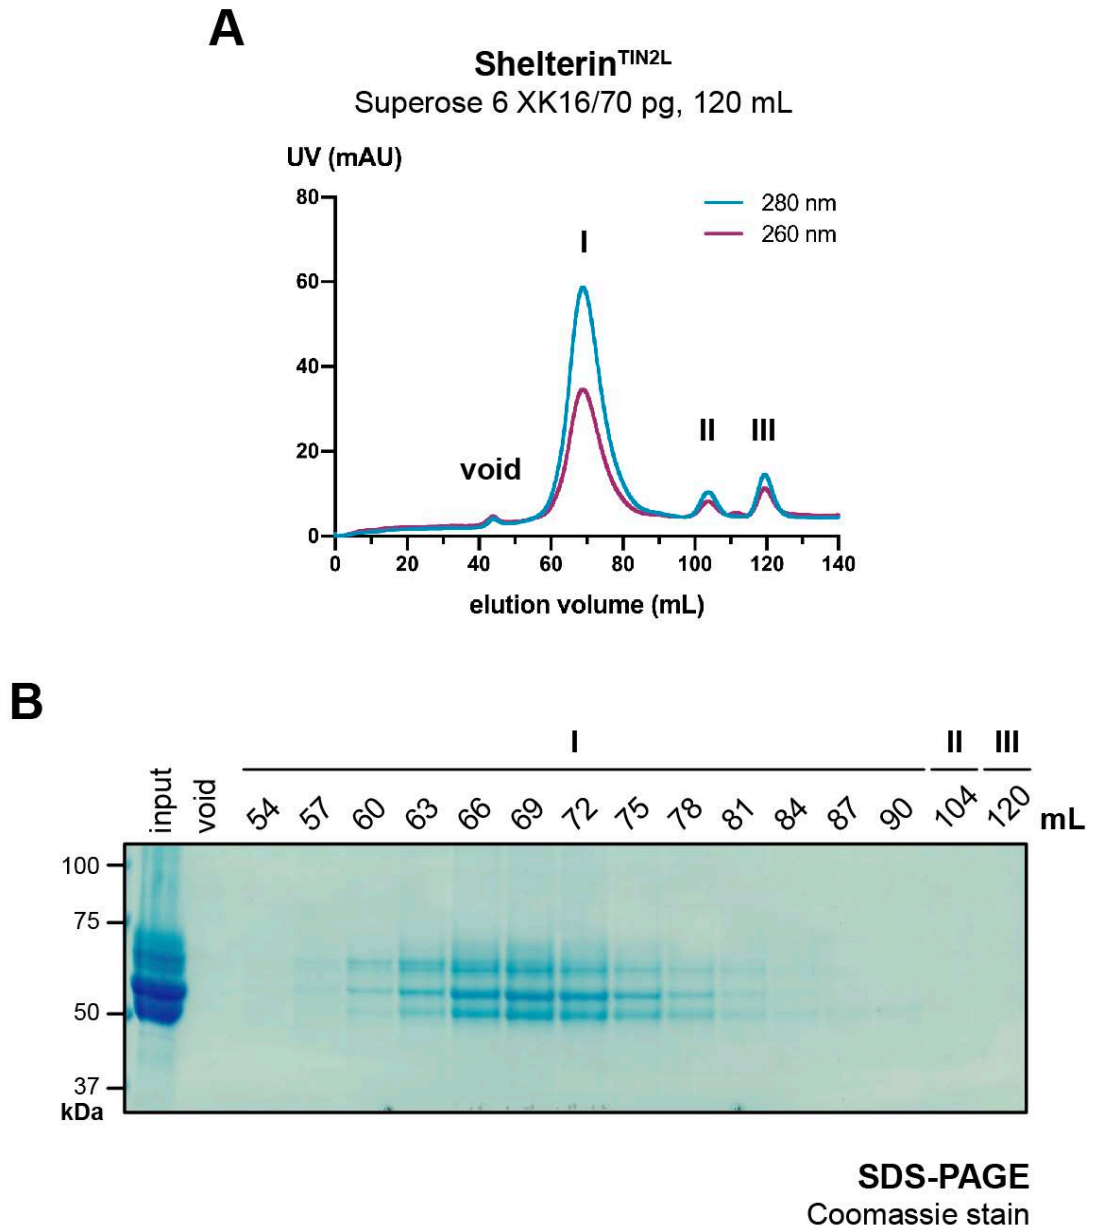 A
Shelterin^TIN2L
Superose 6 XK16/70 pg, 120 mL
UV (mAU)
280 nm
260 nm
80
60
40
20
0
I
II
III
void
0 20 40 60 80 100 120 140
elution volume (mL)
B
I II III
input void 54 57 60 63 66 69 72 75 78 81 84 87 90 104 120 mL
100
75
50
37
kDa
SDS-PAGE
Coomassie stain